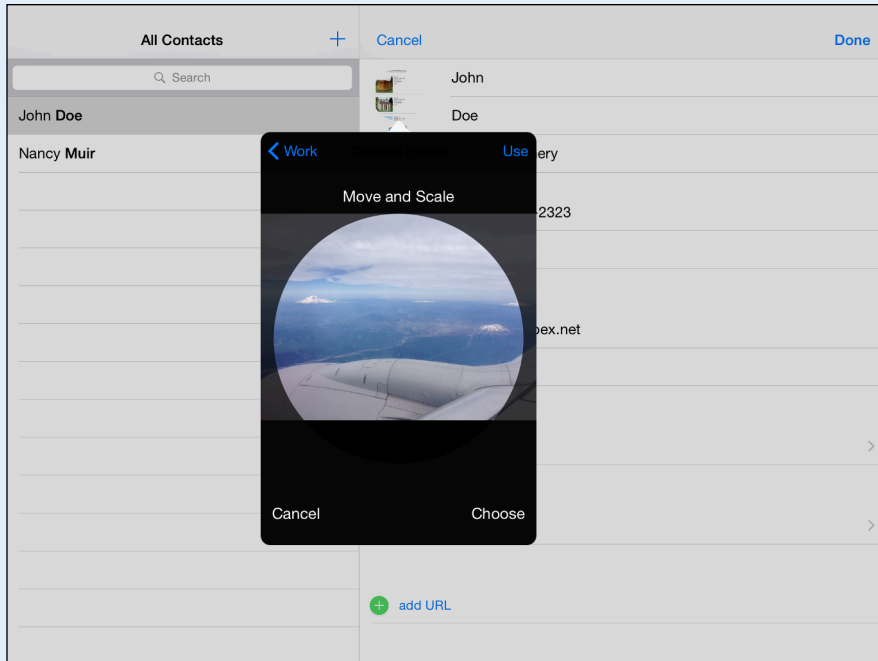 All Contacts
+
Cancel
Done
Search
John
John Doe
Doe
Nancy Muir
ery
Work
Use
Move and Scale
-2323
pex.net
Cancel
Choose
add URL